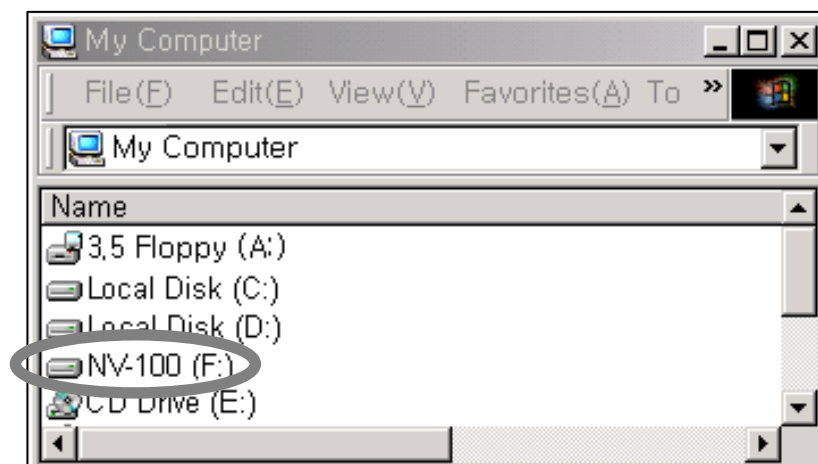 My Computer
File(F) Edit(E) View(V) Favorites(A) To »
My Computer
Name
3,5 Floppy (A:)
Local Disk (C:)
Local Disk (D:)
NV-100 (F:)
CD Drive (E:)